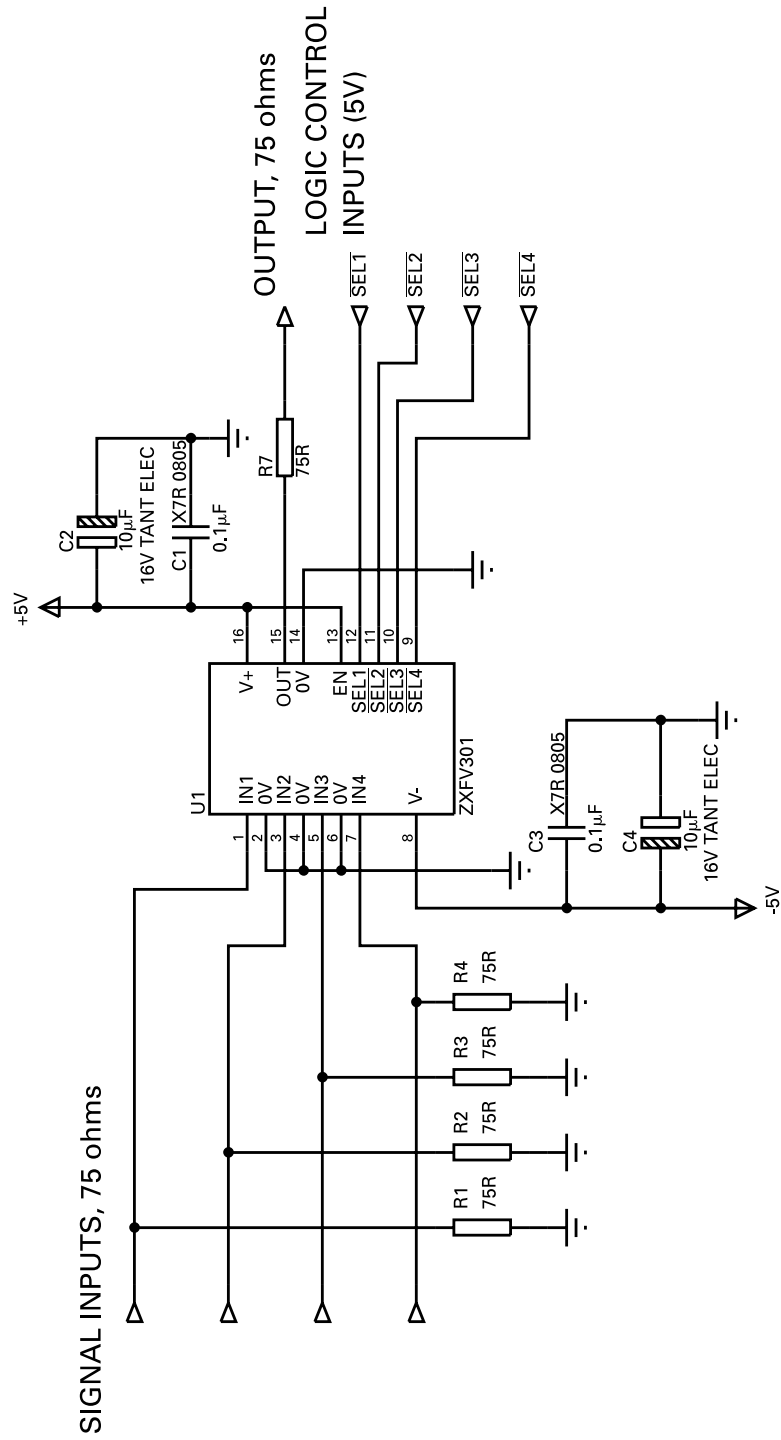 SIGNAL INPUTS, 75 ohms
R1
75R
R2
75R
R3
75R
R4
75R
U1
IN1
0V
IN2
0V
IN3
0V
IN4
V-
1
2
3
4
5
6
7
8
V+
OUT
0V
EN
SEL1
SEL2
SEL3
SEL4
16
15
14
13
12
11
10
9
ZXFV301
+5V
C2
10µF
16V TANT ELEC
C1
X7R 0805
0.1µF
R7
75R
OUTPUT, 75 ohms
LOGIC CONTROL
INPUTS (5V)
SEL1
SEL2
SEL3
SEL4
C3
X7R 0805
0.1µF
C4
10µF
16V TANT ELEC
-5V